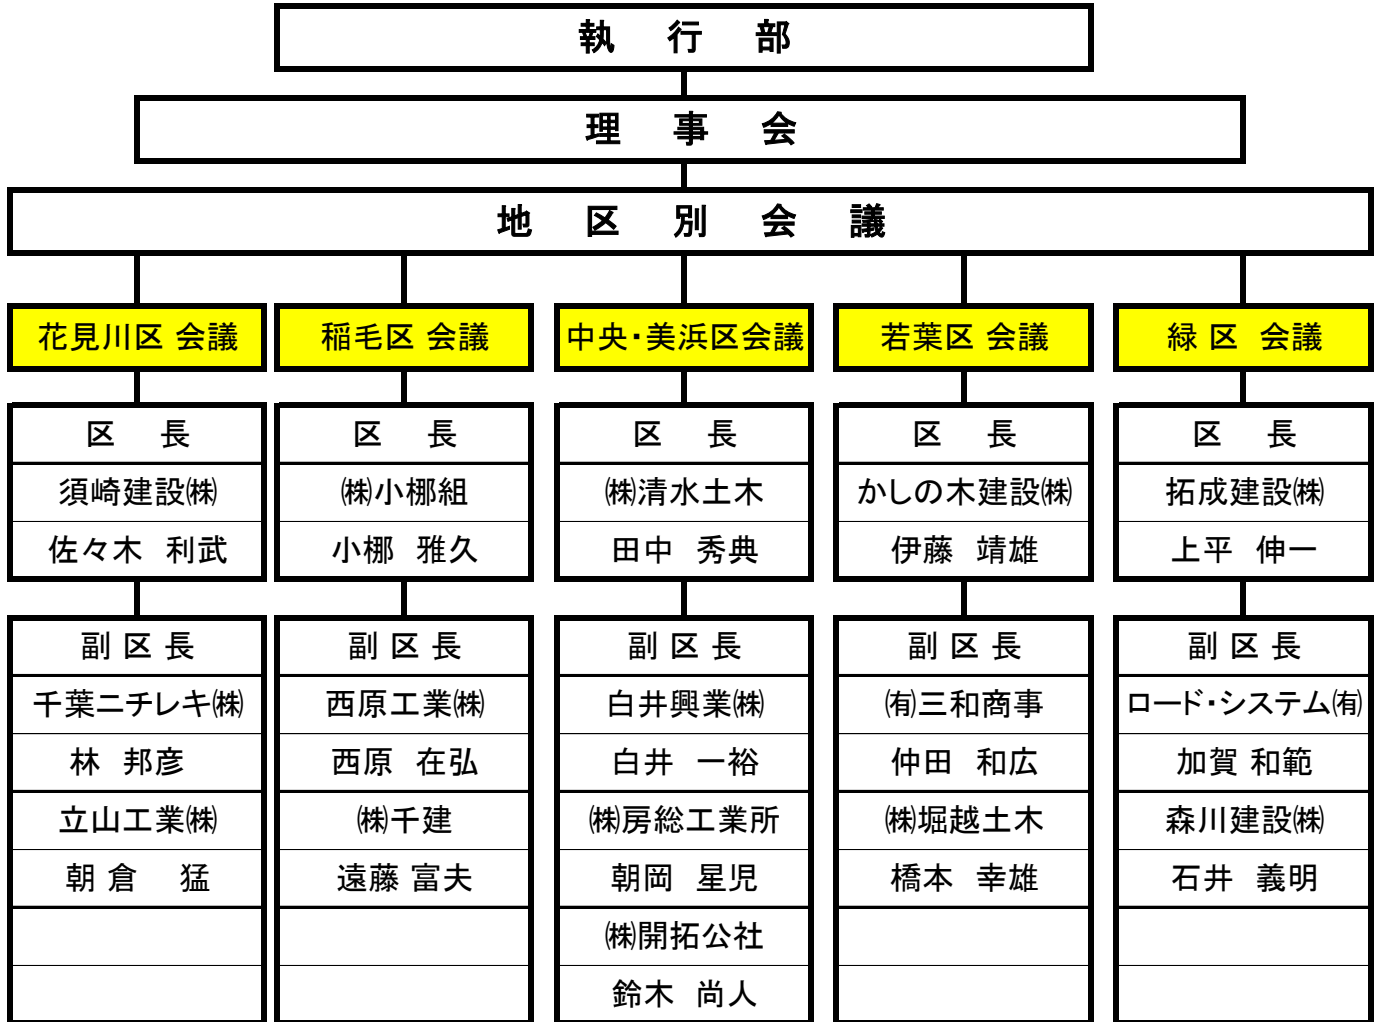 執 行 部
理 事 会
地 区 別 会 議
花見川区 会議
区 長
須崎建設㈱
佐々木 利武
副 区 長
千葉ニチレキ㈱
林 邦彦
立山工業㈱
朝 倉 猛
稲毛区 会議
区 長
㈱小梛組
小梛 雅久
副 区 長
西原工業㈱
西原 在弘
㈱千建
遠藤 富夫
中央・美浜区会議
区 長
㈱清水土木
田中 秀典
副 区 長
白井興業㈱
白井 一裕
㈱房総工業所
朝岡 星児
㈱開拓公社
鈴木 尚人
若葉区 会議
区 長
かしの木建設㈱
伊藤 靖雄
副 区 長
㈲三和商事
仲田 和広
㈱堀越土木
橋本 幸雄
緑 区 会議
区 長
拓成建設㈱
上平 伸一
副 区 長
ロード・システム㈲
加賀 和範
森川建設㈱
石井 義明